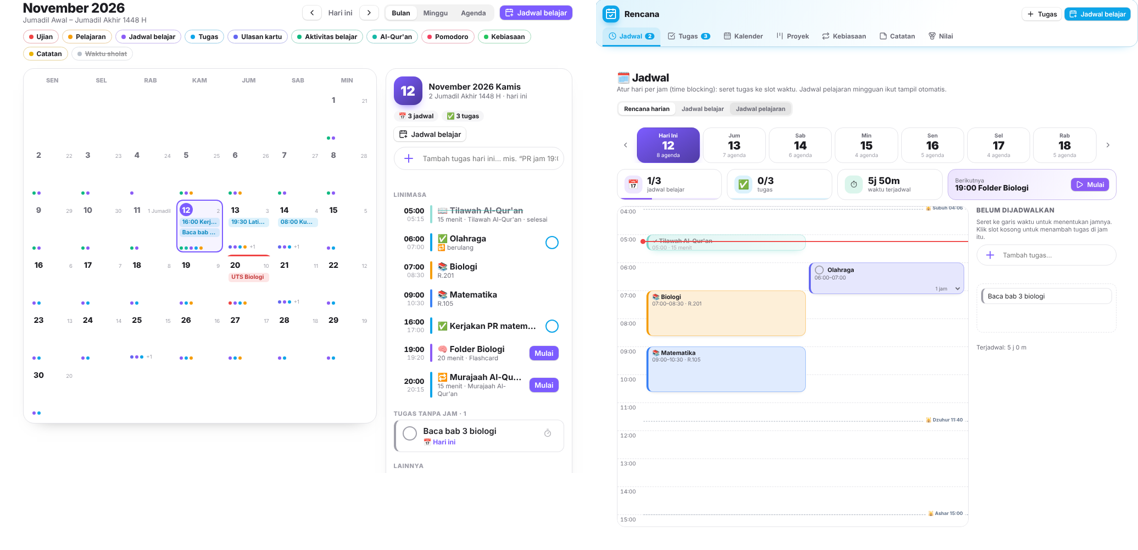 November 2026
Jumadil Awal – Jumadil Akhir 1448 H
Hari ini
Bulan Minggu Agenda
Jadwal belajar
Ujian Pelajaran Jadwal belajar Tugas Ulasan kartu Aktivitas belajar Al-Qur'an Pomodoro Kebiasaan
Catatan Waktu sholat
SEN SEL RAB KAM JUM SAB MIN
1 21
2 22 3 23 4 24 5 25 6 26 7 27 8 28
9 29 10 30 11 1 Jumadil 12 2 13 3 14 4 15 5
16:00 Kerj... 19:30 Lati... 08:00 Ku...
Baca bab ...
+1 +1
16 6 17 7 18 8 19 9 20 10 21 11 22 12
UTS Biologi
+1
23 13 24 14 25 15 26 16 27 17 28 18 29 19
+1
30 20
12
November 2026 Kamis
2 Jumadil Akhir 1448 H · hari ini
3 jadwal
3 tugas
Jadwal belajar
Tambah tugas hari ini... mis. "PR jam 19:
LINIMASA
05:00 Tilawah Al-Qur'an
05:15 15 menit · Tilawah Al-Qur'an · selesai
06:00 Olahraga
07:00 berulang
07:00 Biologi
08:30 R.201
09:00 Matematika
10:30 R.105
16:00 Kerjakan PR matem...
17:00
19:00 Folder Biologi Mulai
19:20 20 menit · Flashcard
20:00 Murajaah Al-Qu... Mulai
20:15 15 menit · Murajaah Al-
Qur'an
TUGAS TANPA JAM · 1
Baca bab 3 biologi
Hari ini
LAINNYA
Rencana
Tugas
Jadwal belajar
Jadwal 3 Tugas 3 Kalender Proyek Kebiasaan Catatan Nilai
Jadwal
Atur hari per jam (time blocking): seret tugas ke slot waktu. Jadwal pelajaran mingguan ikut tampil otomatis.
Rencana harian Jadwal belajar Jadwal pelajaran
Hari ini Jum Sab Min Sen Sel Rab
12 13 14 15 16 17 18
8 agenda 7 agenda 6 agenda 4 agenda 5 agenda 4 agenda 5 agenda
1/3
jadwal belajar
0/3
tugas
5j 50m
waktu terjadwal
Berikutnya
19:00 Folder Biologi
Mulai
04:00
Subuh 04:06
05:00
Tilawah Al-Qur'an
05:00 · 15 menit
06:00
Olahraga
06:00–07:00
1 jam
07:00
Biologi
07:00–08:30 · R.201
08:00
09:00
Matematika
09:00–10:30 · R.105
10:00
11:00
Dzuhur 11:40
12:00
13:00
14:00
Ashar 15:00
15:00
BELUM DIJADWALKAN
Seret ke garis waktu untuk menentukan jamnya.
Klik slot kosong untuk menambah tugas di jam
itu.
Tambah tugas...
Baca bab 3 biologi
Terjadwal: 5 j 0 m